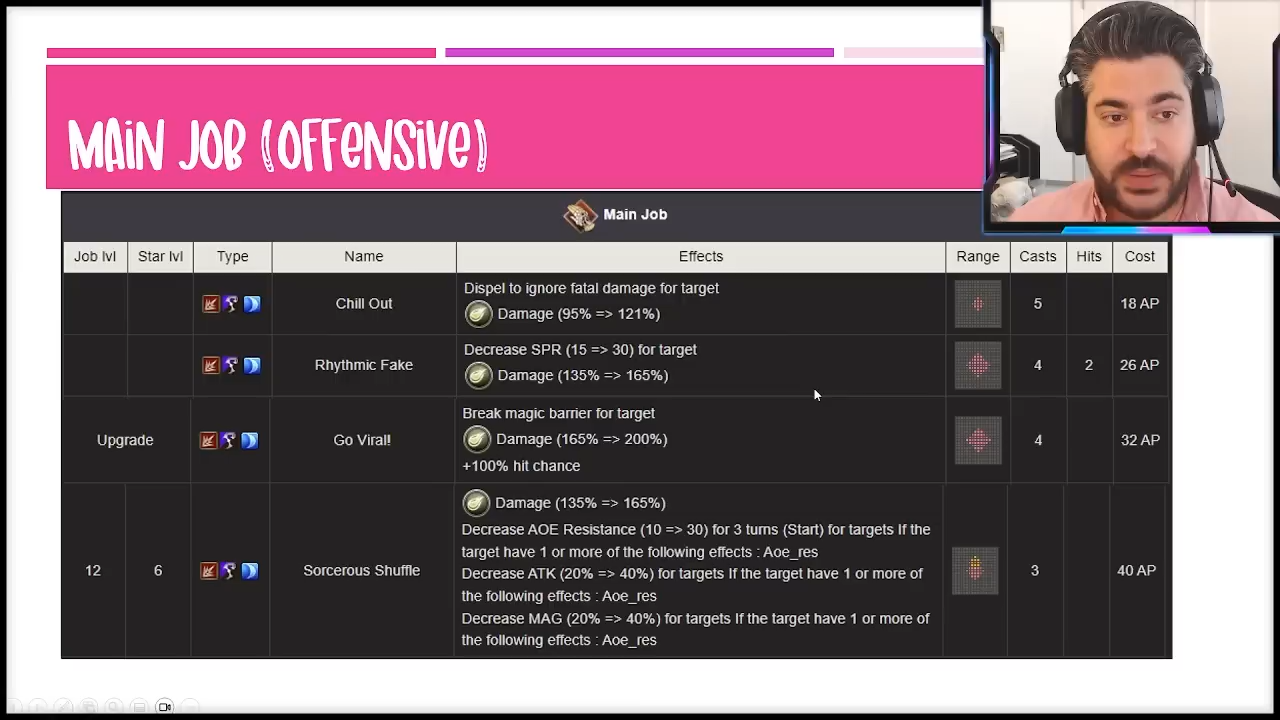 MAIN JOB (OFFENSIVE)
Main Job
Job lvl Star lvl Type Name Effects Range Casts Hits Cost
Dispel to ignore fatal damage for target
Chill Out 5 18 AP
Damage (95% => 121%)
Decrease SPR (15 => 30) for target
Rhythmic Fake 4 2 26 AP
Damage (135% => 165%)
Break magic barrier for target
Upgrade Go Viral! Damage (165% => 200%) 4 32 AP
+100% hit chance
Damage (135% => 165%)
Decrease AOE Resistance (10 => 30) for 3 turns (Start) for targets If the
target have 1 or more of the following effects : Aoe_res
12 6 Sorcerous Shuffle Decrease ATK (20% => 40%) for targets If the target have 1 or more of 3 40 AP
the following effects : Aoe_res
Decrease MAG (20% => 40%) for targets If the target have 1 or more of
the following effects : Aoe_res